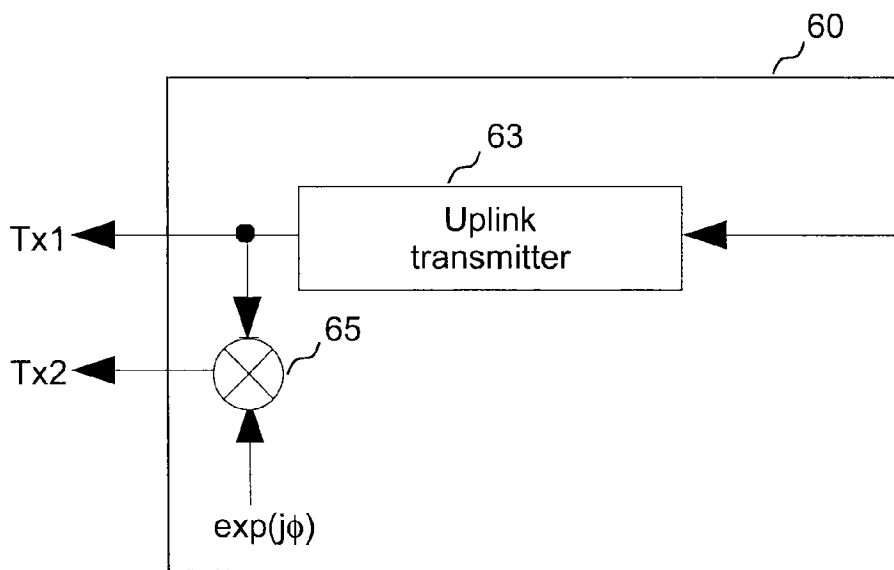 60
63
Uplink
transmitter
Tx1
65
Tx2
exp(jϕ)